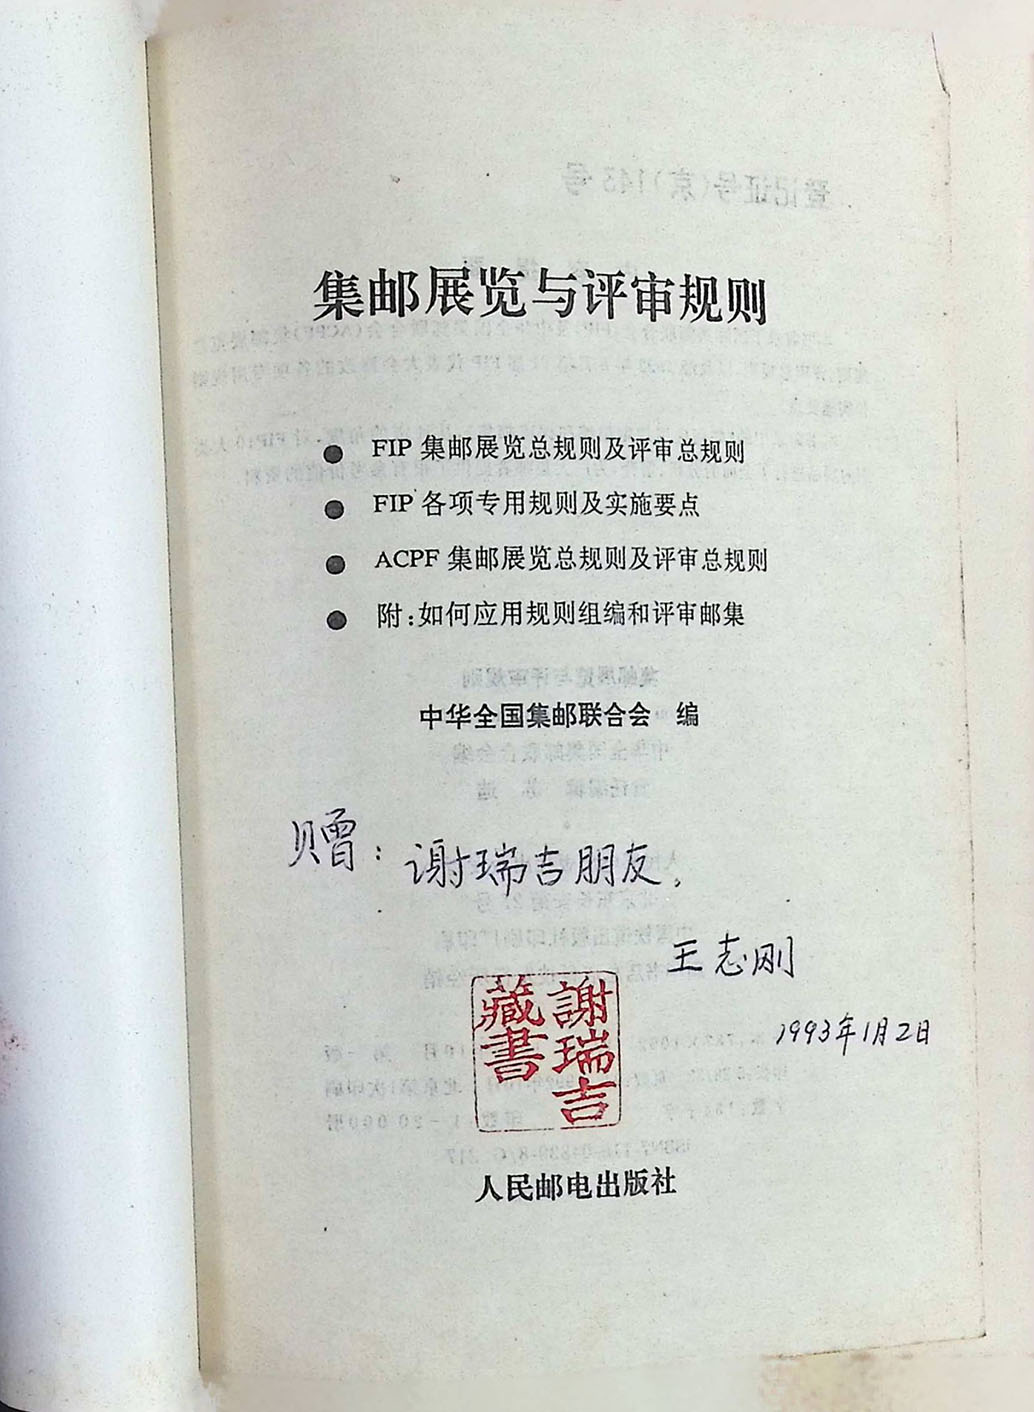 集邮展览与评审规则
● FIP 集邮展览总规则及评审总规则
● FIP 各项专用规则及实施要点
● ACPF 集邮展览总规则及评审总规则
● 附：如何应用规则组编和评审邮集
中华全国集邮联合会 编
赠：谢瑞吉朋友。
王志刚
1993年1月2日
謝瑞吉
藏書
人民邮电出版社